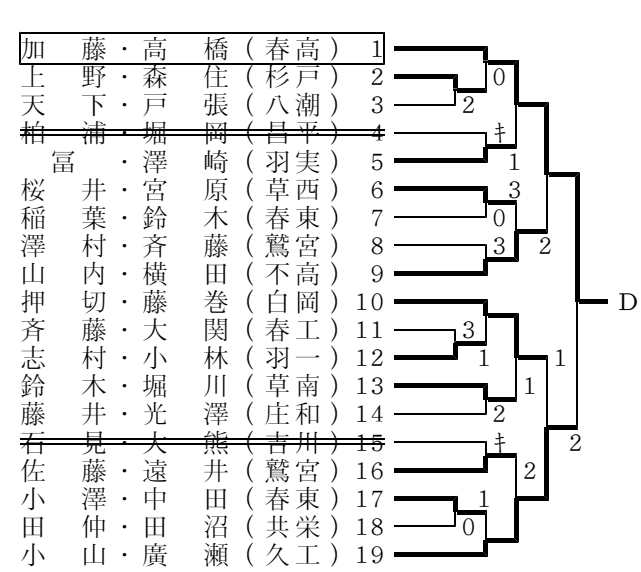 加 藤・高 橋(春高) 1
上 野・森 住(杉戸) 2
0
天 下・戸 張(八潮) 3
2
柏 浦・堀 岡(昌平) 4
キ
冨 ・澤 崎(羽実) 5
1
桜 井・宮 原(草西) 6
3
稲 葉・鈴 木(春東) 7
0
澤 村・斉 藤(鷲宮) 8
3
2
山 内・横 田(不高) 9
押 切・藤 巻(白岡) 10
D
斉 藤・大 関(春工) 11
3
志 村・小 林(羽一) 12
1
1
鈴 木・堀 川(草南) 13
1
藤 井・光 澤(庄和) 14
2
石 見・大 熊(吉川) 15
キ
2
佐 藤・遠 井(鷲宮) 16
2
小 澤・中 田(春東) 17
1
田 仲・田 沼(共栄) 18
0
小 山・廣 瀬(久工) 19